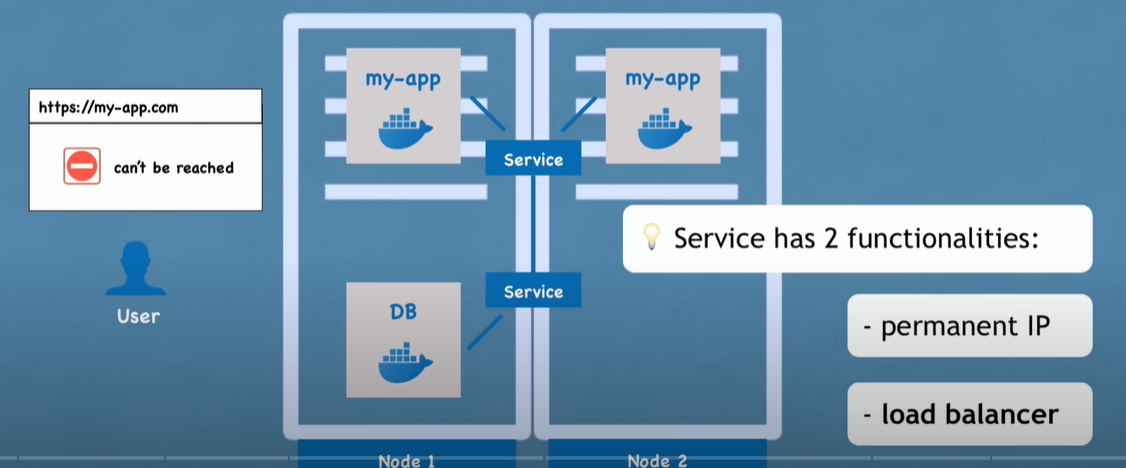 https://my-app.com
can't be reached
User
my-app
my-app
Service
Service
DB
Node 1
Node 2
Service has 2 functionalities:
- permanent IP
- load balancer